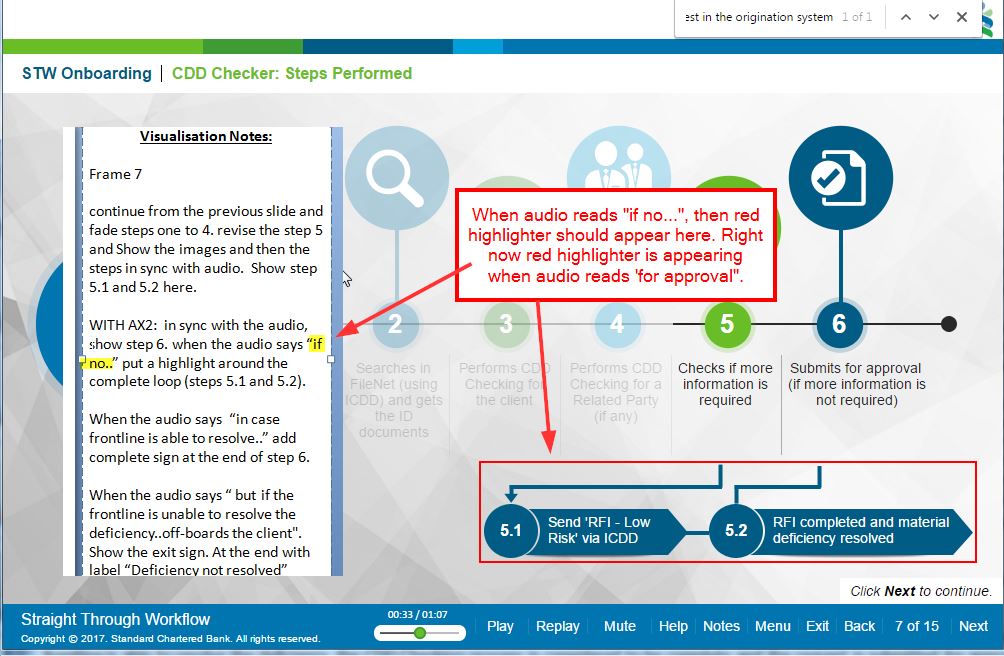 est in the origination system 1 of 1
STW Onboarding | CDD Checker: Steps Performed
Visualisation Notes:
Frame 7
continue from the previous slide and
fade steps one to 4. revise the step 5
and Show the images and then the
steps in sync with audio. Show step
5.1 and 5.2 here.
WITH AX2: in sync with the audio,
show step 6. when the audio says “if
no..” put a highlight around the
complete loop (steps 5.1 and 5.2).
When the audio says “in case
frontline is able to resolve..” add
complete sign at the end of step 6.
When the audio says “ but if the
frontline is unable to resolve the
deficiency..off-boards the client".
Show the exit sign. At the end with
label “Deficiency not resolved”
When audio reads "if no...", then red
highlighter should appear here. Right
now red highlighter is appearing
when audio reads 'for approval".
2
Searches in
FileNet (using
ICDD) and gets
the ID
documents
3
Performs CDD
Checking for
the client
4
Performs CDD
Checking for a
Related Party
(if any)
5
Checks if more
information is
required
6
Submits for approval
(if more information is
not required)
5.1
Send 'RFI - Low
Risk' via ICDD
5.2
RFI completed and material
deficiency resolved
Click Next to continue.
Straight Through Workflow
Copyright © 2017. Standard Chartered Bank. All rights reserved.
00:33 / 01:07
Play Replay Mute Help Notes Menu Exit Back 7 of 15 Next